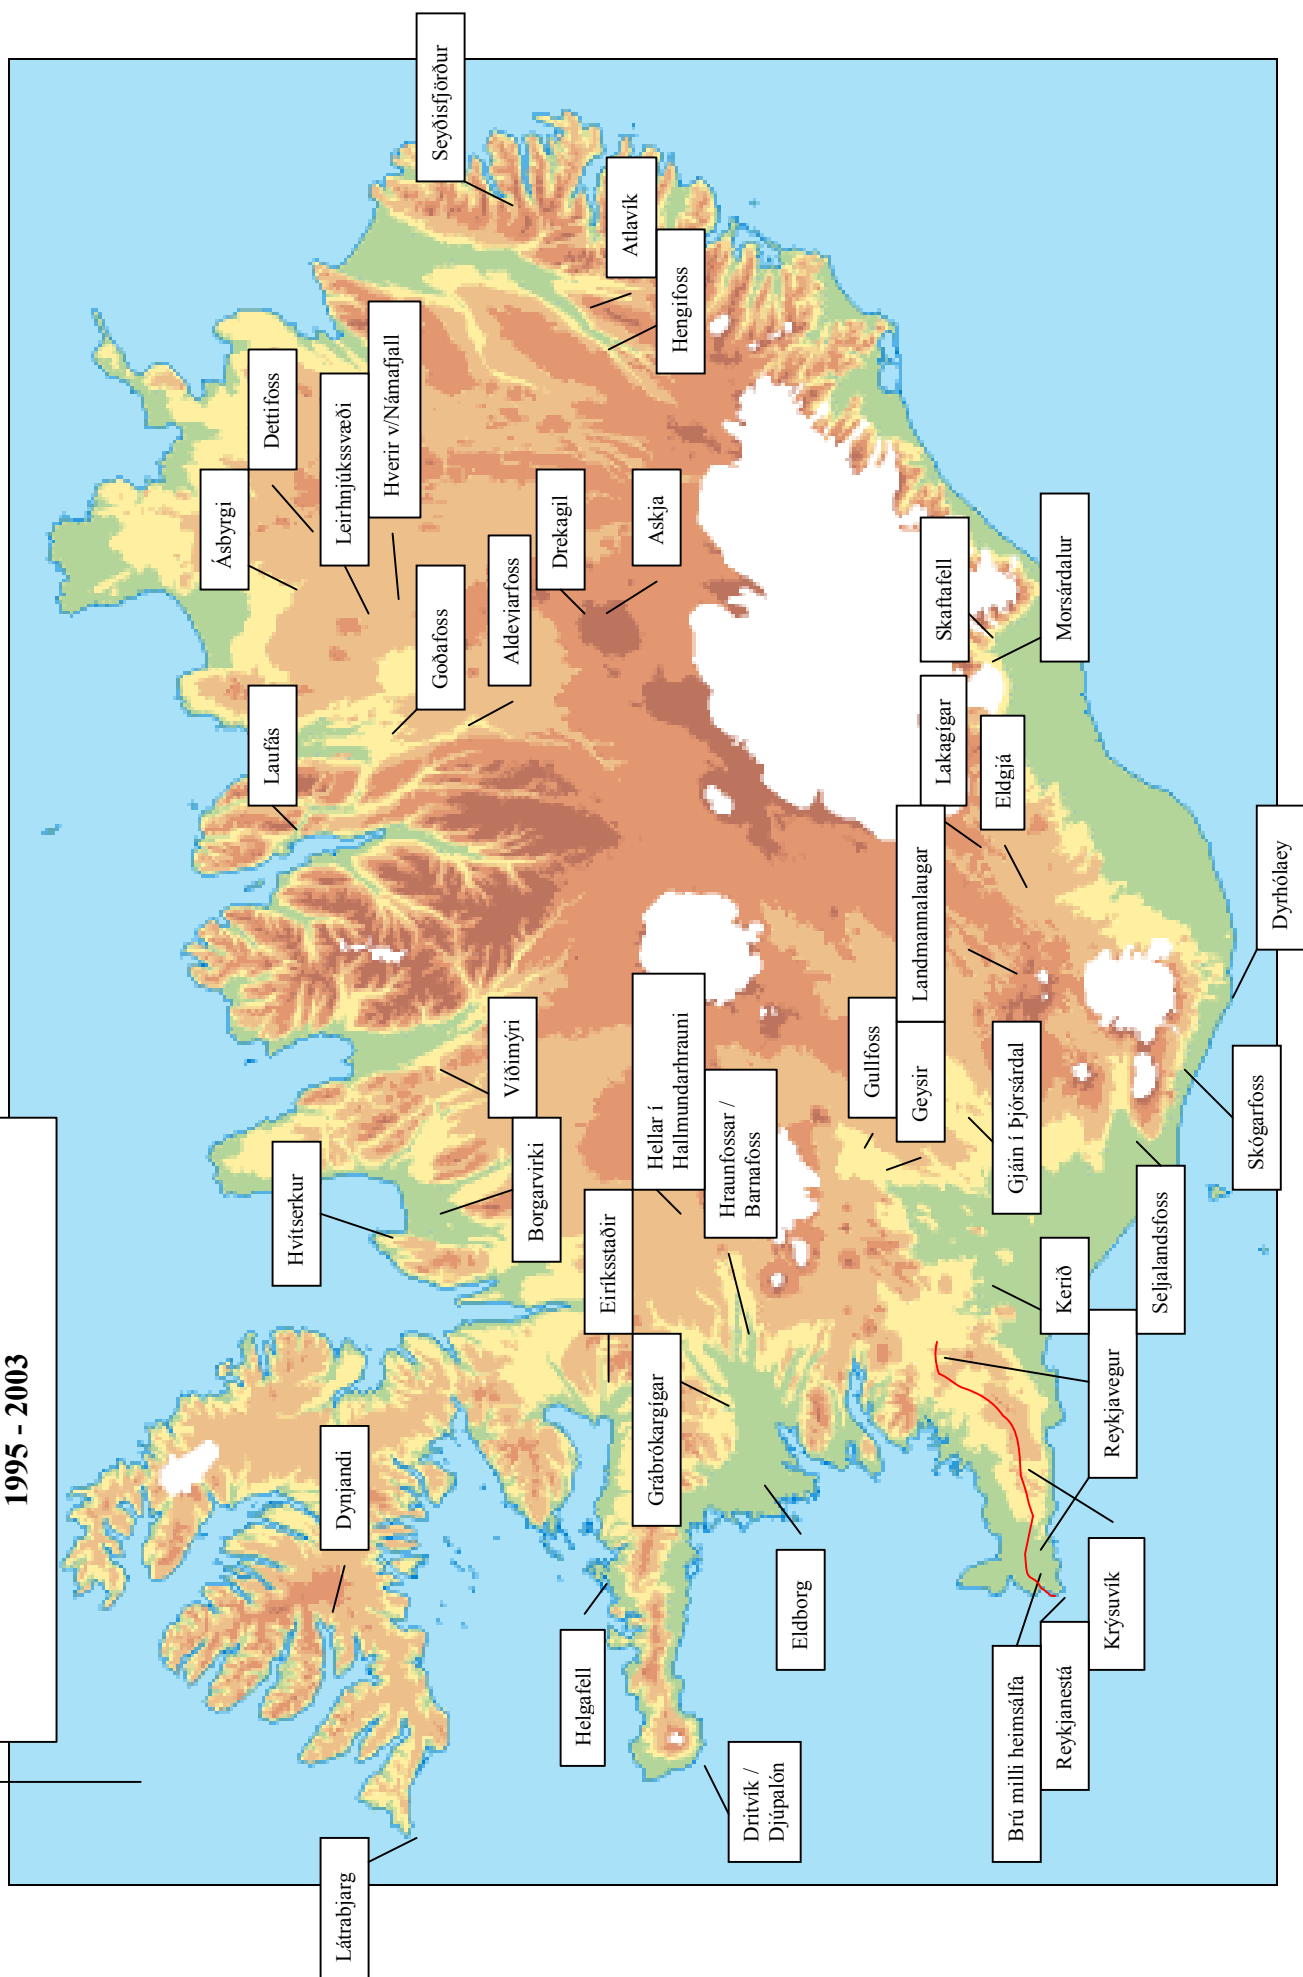 1995 - 2003
Látrabjarg
Dynjandi
Hvítserkur
Laufás
Ásbyrgi
Dettifoss
Leirhnjúkssvæði
Hverir v/Námafjall
Seyðisfjörður
Goðafoss
Aldeyjarfoss
Víðimýri
Borgarvirki
Drekagil
Askja
Atlavík
Hengifoss
Helgafell
Eiríksstaðir
Grábrókargígar
Hellar í
Hallmundarhrauni
Hraunfossar /
Barnafoss
Dritvík /
Djúpalón
Eldborg
Gullfoss
Geysir
Landmannalaugar
Lakagígar
Skaftafell
Eldgjá
Morsárdalur
Gjáin í Þjórsárdal
Brú milli heimsálfa
Reykjanestá
Krýsuvík
Reykjavegur
Kerið
Seljalandsfoss
Skógarfoss
Dyrhólaey